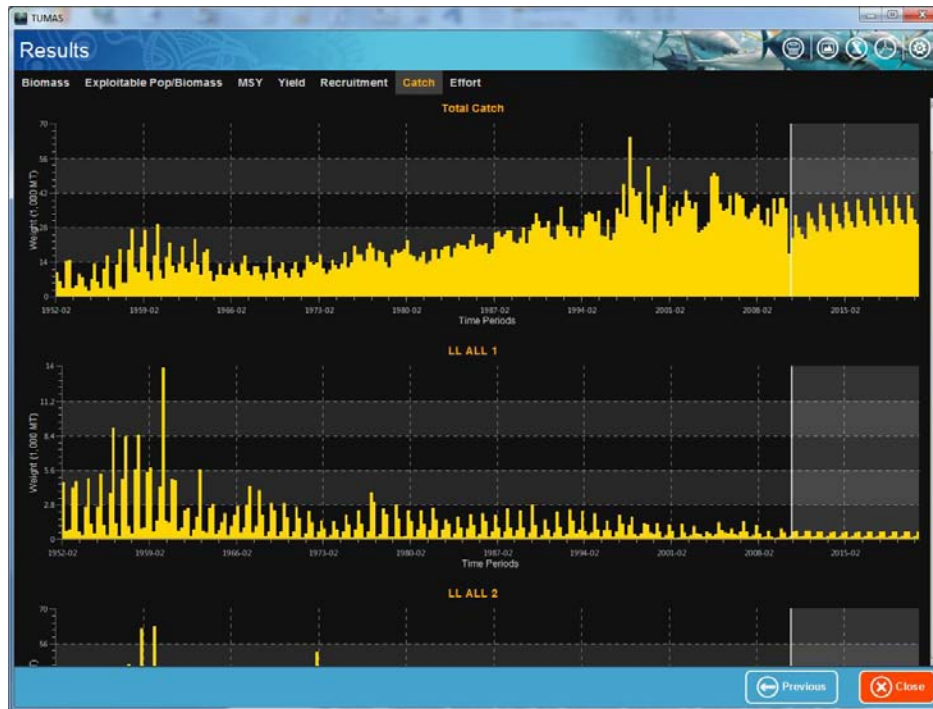 TUMAS
Results
Biomass Exploitable Pop/Biomass MSY Yield Recruitment Catch Effort
Total Catch
Weight (1,000 MT)
70
56
42
28
14
0
1952-02 1959-02 1966-02 1973-02 1980-02 1987-02 1994-02 2001-02 2008-02 2015-02
Time Periods
LL ALL 1
Weight (1,000 MT)
14
11.2
8.4
5.6
2.8
0
1952-02 1959-02 1966-02 1973-02 1980-02 1987-02 1994-02 2001-02 2008-02 2015-02
Time Periods
LL ALL 2
70
56
Previous Close